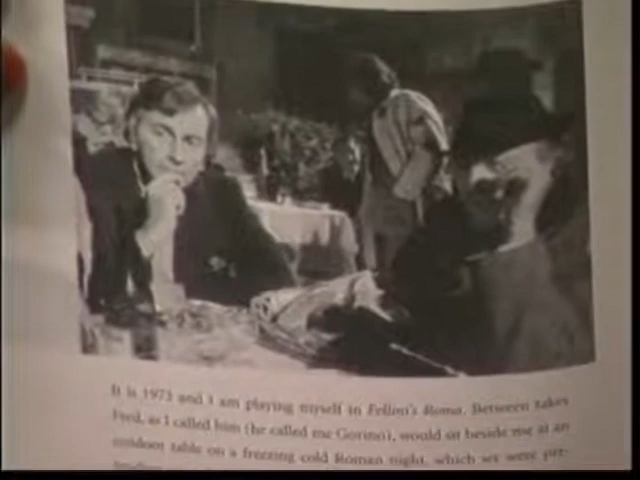 It is 1973 and I am playing myself in Fellini's Roma. Between takes
Fred, as I called him (he called me Gorino), would sit beside me at an
outdoor table on a freezing cold Roman night, which we were pre-